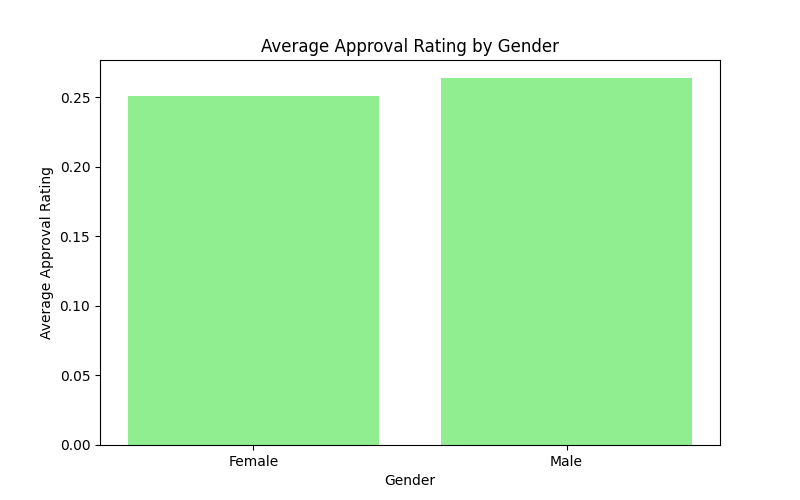 Average Approval Rating by Gender
Average Approval Rating
0.25
0.20
0.15
0.10
0.05
0.00
Female
Male
Gender